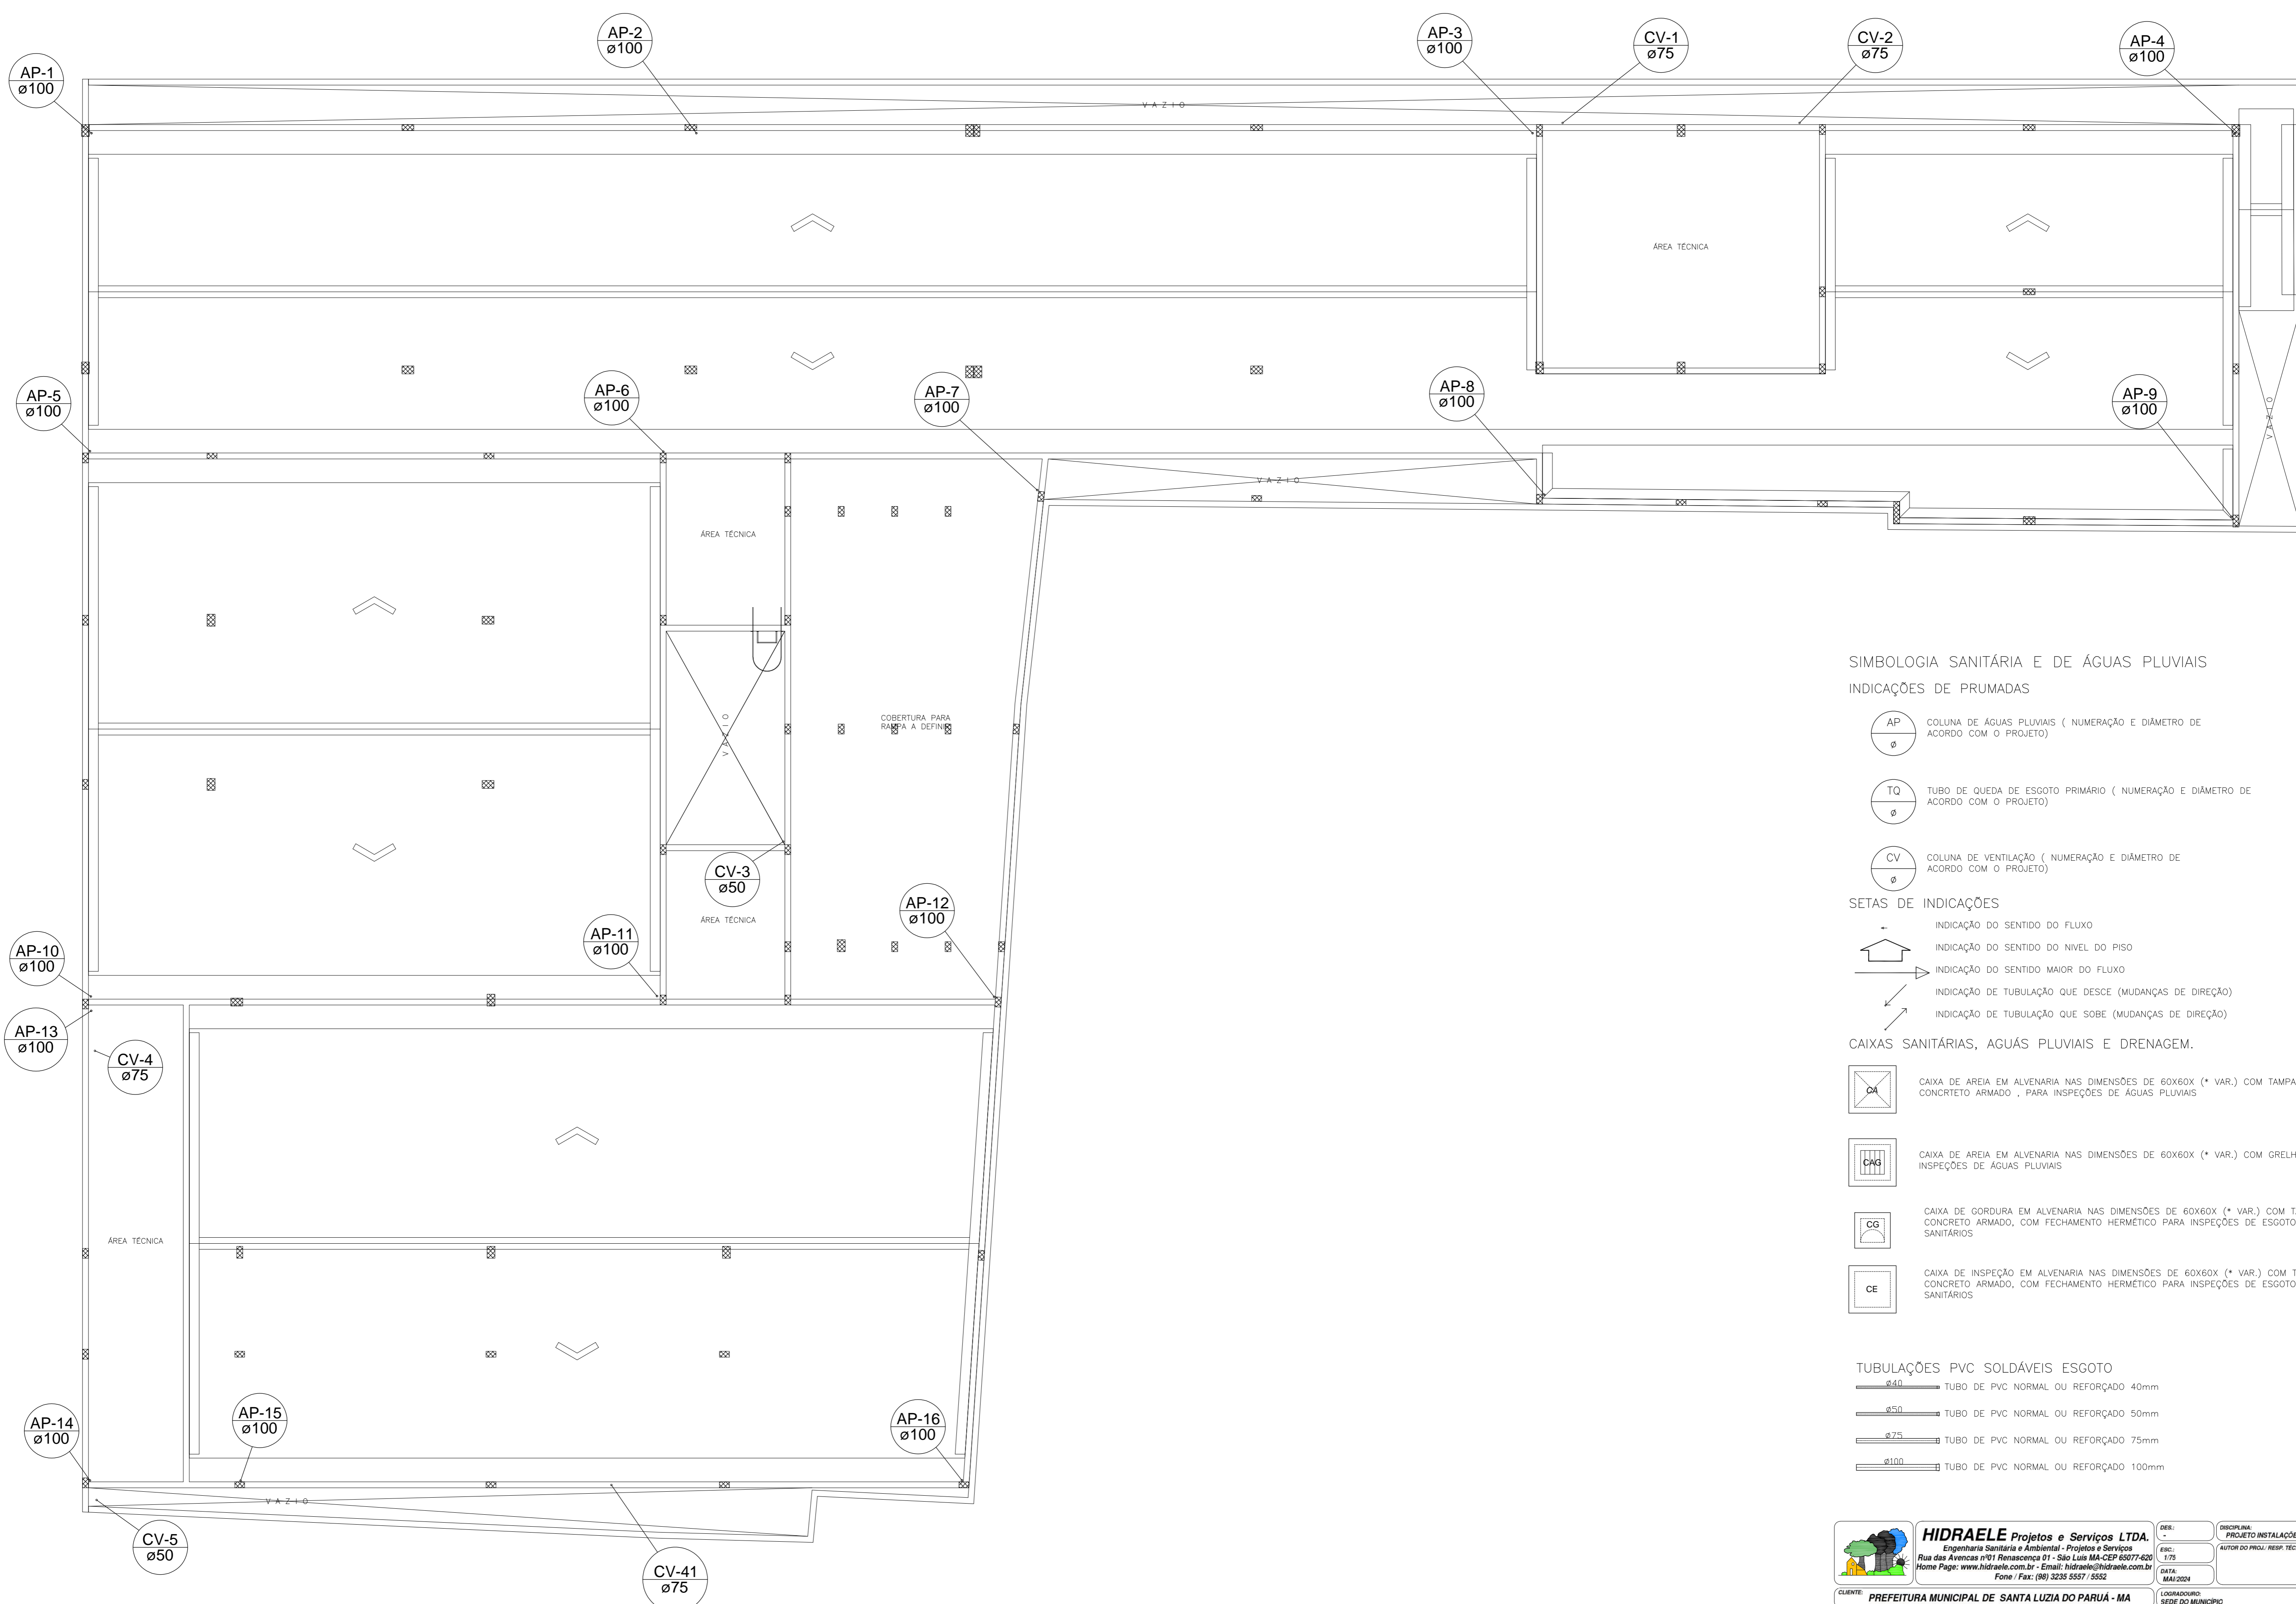 AP-1
ø100
AP-2
ø100
AP-3
ø100
CV-1
ø75
CV-2
ø75
AP-4
ø100
VAZIO
ÁREA TÉCNICA
AP-5
ø100
AP-6
ø100
AP-7
ø100
AP-8
ø100
AP-9
ø100
VAZIO
VAZIO
ÁREA TÉCNICA
VAZIO
COBERTURA PARA
RAMPA A DEFINIR
CV-3
ø50
ÁREA TÉCNICA
AP-10
ø100
AP-11
ø100
AP-12
ø100
AP-13
ø100
CV-4
ø75
ÁREA TÉCNICA
AP-14
ø100
AP-15
ø100
AP-16
ø100
VAZIO
CV-5
ø50
CV-41
ø75
SIMBOLOGIA SANITÁRIA E DE ÁGUAS PLUVIAIS
INDICAÇÕES DE PRUMADAS
AP
ø
COLUNA DE ÁGUAS PLUVIAIS ( NUMERAÇÃO E DIÂMETRO DE
ACORDO COM O PROJETO)
TQ
ø
TUBO DE QUEDA DE ESGOTO PRIMÁRIO ( NUMERAÇÃO E DIÂMETRO DE
ACORDO COM O PROJETO)
CV
ø
COLUNA DE VENTILAÇÃO ( NUMERAÇÃO E DIÂMETRO DE
ACORDO COM O PROJETO)
SETAS DE INDICAÇÕES
INDICAÇÃO DO SENTIDO DO FLUXO
INDICAÇÃO DO SENTIDO DO NIVEL DO PISO
INDICAÇÃO DO SENTIDO MAIOR DO FLUXO
INDICAÇÃO DE TUBULAÇÃO QUE DESCE (MUDANÇAS DE DIREÇÃO)
INDICAÇÃO DE TUBULAÇÃO QUE SOBE (MUDANÇAS DE DIREÇÃO)
CAIXAS SANITÁRIAS, AGUÁS PLUVIAIS E DRENAGEM.
CA
CAIXA DE AREIA EM ALVENARIA NAS DIMENSÕES DE 60X60X (* VAR.) COM TAMPA
CONCRTETO ARMADO , PARA INSPEÇÕES DE ÁGUAS PLUVIAIS
CAG
CAIXA DE AREIA EM ALVENARIA NAS DIMENSÕES DE 60X60X (* VAR.) COM GRELH
INSPEÇÕES DE ÁGUAS PLUVIAIS
CG
CAIXA DE GORDURA EM ALVENARIA NAS DIMENSÕES DE 60X60X (* VAR.) COM TA
CONCRETO ARMADO, COM FECHAMENTO HERMÉTICO PARA INSPEÇÕES DE ESGOTO
SANITÁRIOS
CE
CAIXA DE INSPEÇÃO EM ALVENARIA NAS DIMENSÕES DE 60X60X (* VAR.) COM T
CONCRETO ARMADO, COM FECHAMENTO HERMÉTICO PARA INSPEÇÕES DE ESGOTO
SANITÁRIOS
TUBULAÇÕES PVC SOLDÁVEIS ESGOTO
ø40 TUBO DE PVC NORMAL OU REFORÇADO 40mm
ø50 TUBO DE PVC NORMAL OU REFORÇADO 50mm
ø75 TUBO DE PVC NORMAL OU REFORÇADO 75mm
ø100 TUBO DE PVC NORMAL OU REFORÇADO 100mm
HIDRAELE Projetos e Serviços LTDA.
Engenharia Sanitária e Ambiental - Projetos e Serviços
Rua das Avencas nº01 Renascença 01 - São Luís MA-CEP 65077-620
Home Page: www.hidraele.com.br - Email: hidraele@hidraele.com.br
Fone / Fax: (98) 3235 5557 / 5552
DES.:
-
ESC.:
1/75
DATA:
MAI/2024
DISCIPLINA:
PROJETO INSTALAÇÕE
AUTOR DO PROJ./ RESP. TÉC
CLIENTE: PREFEITURA MUNICIPAL DE SANTA LUZIA DO PARUÁ - MA
LOGRADOURO:
SEDE DO MUNICÍPIO